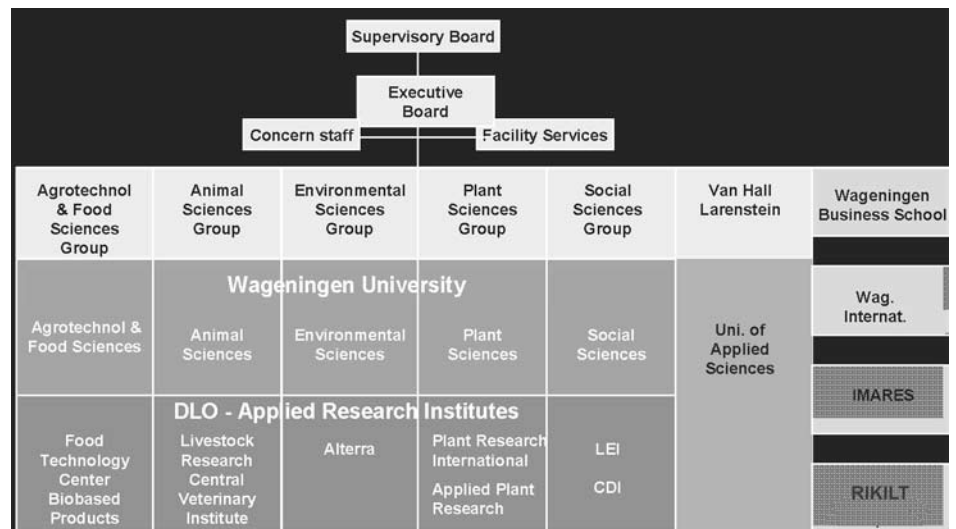 Supervisory Board
Executive
Board
Concern staff
Facility Services
Agrotechnol
& Food
Sciences
Group
Animal
Sciences
Group
Environmental
Sciences
Group
Plant
Sciences
Group
Social
Sciences
Group
Van Hall
Larenstein
Wageningen
Business School
Wageningen University
Agrotechnol &
Food Sciences
Animal
Sciences
Environmental
Sciences
Plant
Sciences
Social
Sciences
Uni. of
Applied
Sciences
Wag.
Internat.
IMARES
DLO - Applied Research Institutes
Food
Technology
Center
Biobased
Products
Livestock
Research
Central
Veterinary
Institute
Alterra
Plant Research
International
Applied Plant
Research
LEI
CDI
RIKILT